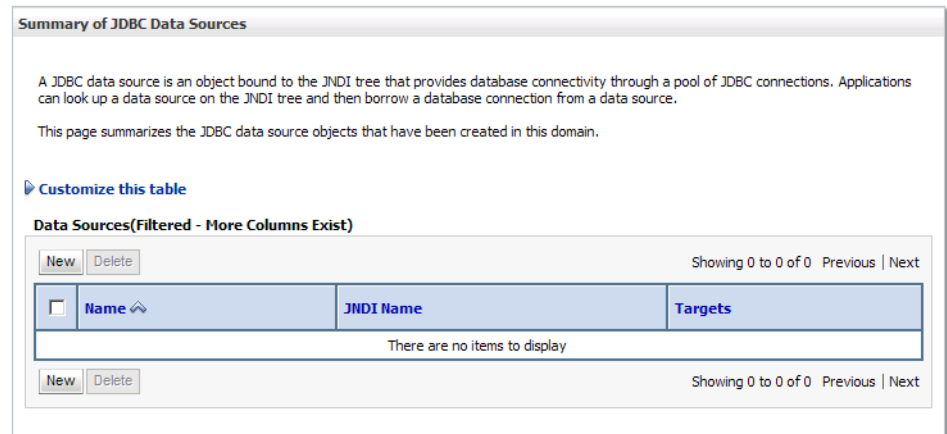 Summary of JDBC Data Sources
A JDBC data source is an object bound to the JNDI tree that provides database connectivity through a pool of JDBC connections. Applications
can look up a data source on the JNDI tree and then borrow a database connection from a data source.
This page summarizes the JDBC data source objects that have been created in this domain.
Customize this table
Data Sources(Filtered - More Columns Exist)
New Delete Showing 0 to 0 of 0 Previous | Next
Name JNDI Name Targets
There are no items to display
New Delete Showing 0 to 0 of 0 Previous | Next